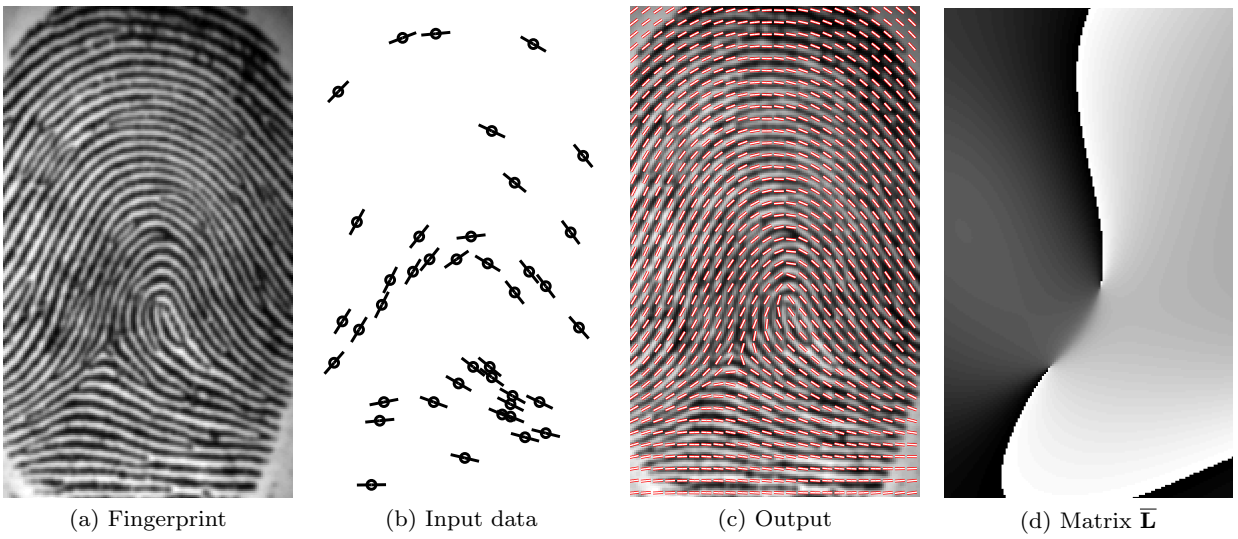 (a) Fingerprint
(b) Input data
(c) Output
(d) Matrix L̅